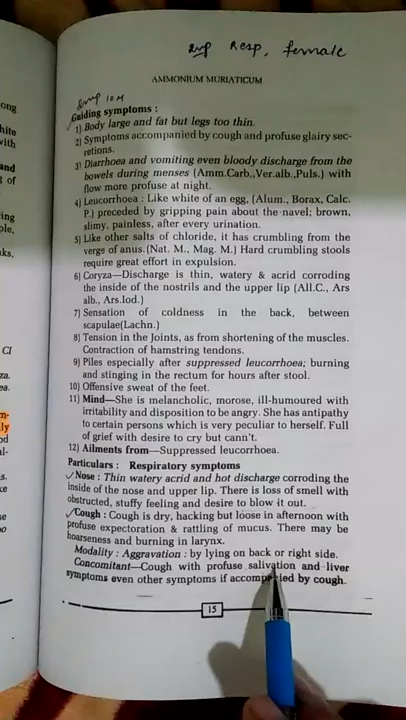 imp Resp, female
AMMONIUM MURIATICUM
imp 10M
Guiding symptoms :
1) Body large and fat but legs too thin.
2) Symptoms accompanied by cough and profuse glairy sec-
retions.
3) Diarrhoea and vomiting even bloody discharge from the
bowels during menses (Amm.Carb.,Ver.alb.,Puls.) with
flow more profuse at night.
4) Leucorrhoea : Like white of an egg, (Alum., Borax, Calc.
P.) preceded by gripping pain about the navel; brown,
slimy, painless, after every urination.
5) Like other salts of chloride, it has crumbling from the
verge of anus. (Nat. M., Mag. M.) Hard crumbling stools
require great effort in expulsion.
6) Coryza—Discharge is thin, watery & acrid corroding
the inside of the nostrils and the upper lip (All.C., Ars
alb., Ars.Iod.)
7) Sensation of coldness in the back, between
scapulae(Lachn.)
8) Tension in the Joints, as from shortening of the muscles.
Contraction of hamstring tendons.
9) Piles especially after suppressed leucorrhoea; burning
and stinging in the rectum for hours after stool.
10) Offensive sweat of the feet.
11) Mind—She is melancholic, morose, ill-humoured with
irritability and disposition to be angry. She has antipathy
to certain persons which is very peculiar to herself. Full
of grief with desire to cry but cann't.
12) Ailments from—Suppressed leucorrhoea.
Particulars : Respiratory symptoms
Nose : Thin watery acrid and hot discharge corroding the
inside of the nose and upper lip. There is loss of smell with
obstructed, stuffy feeling and desire to blow it out.
Cough : Cough is dry, hacking but loose in afternoon with
profuse expectoration & rattling of mucus. There may be
hoarseness and burning in larynx.
Modality : Aggravation : by lying on back or right side.
Concomitant—Cough with profuse salivation and liver
symptoms even other symptoms if accompanied by cough.
15